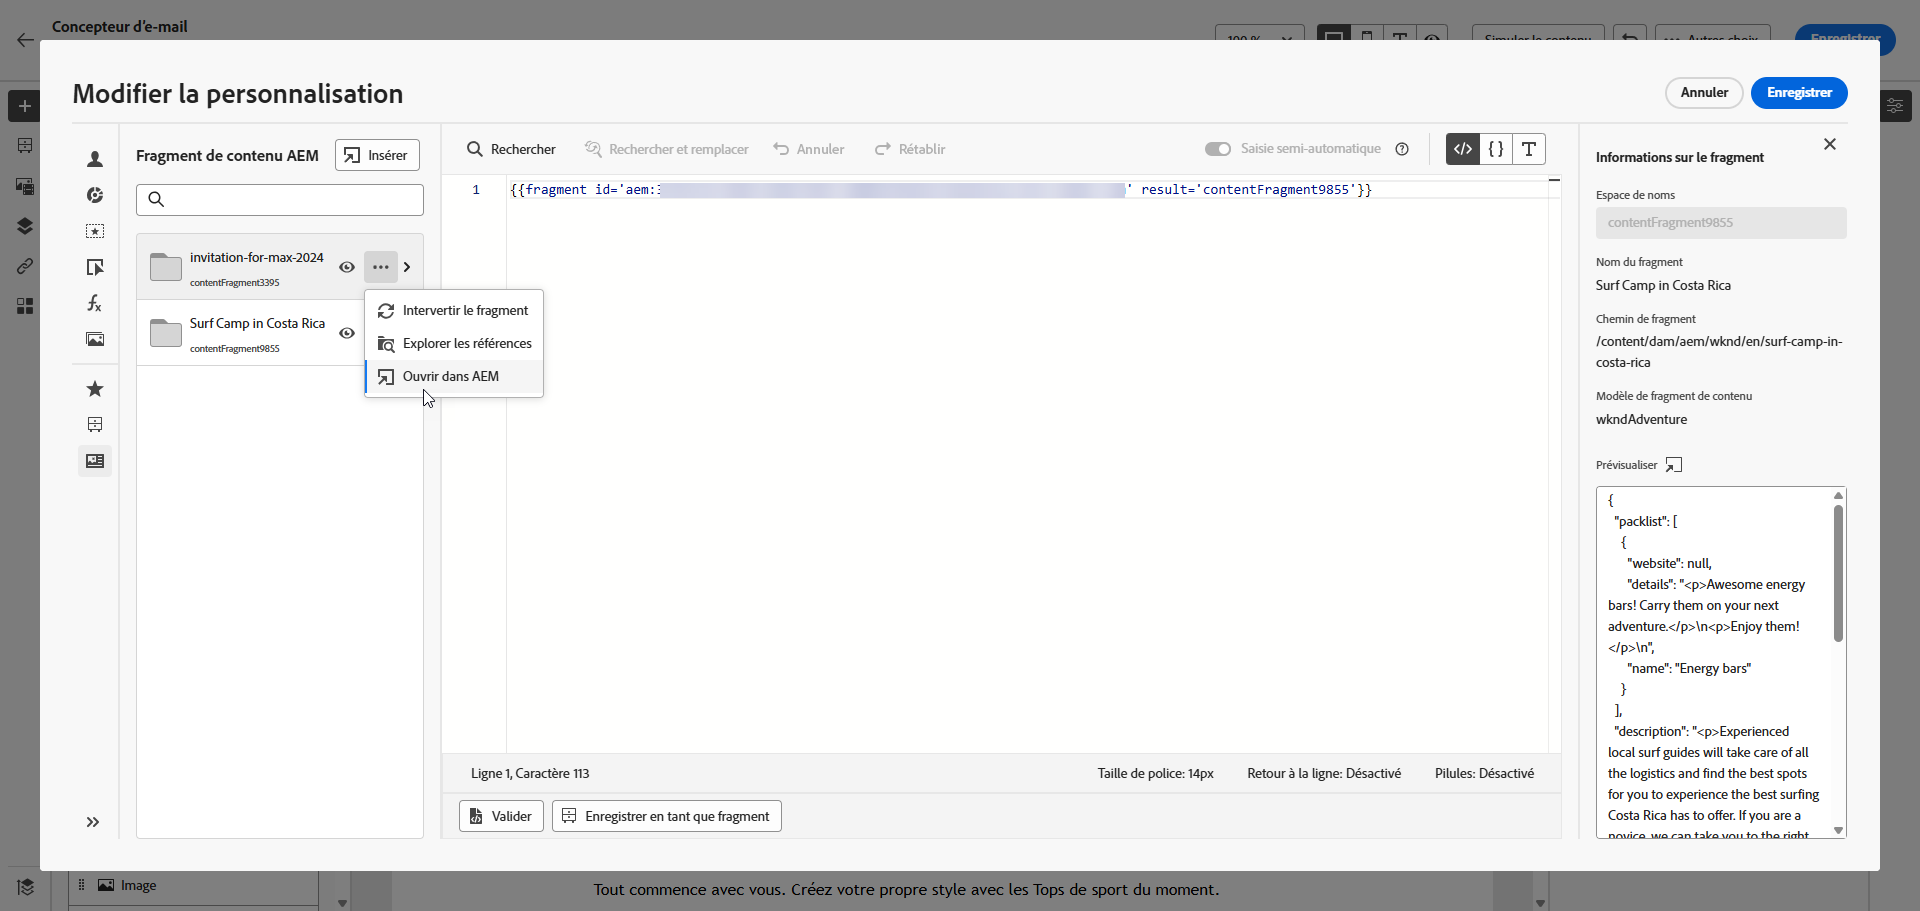 Concepteur d'e-mail
Modifier la personnalisation
Annuler
Enregistrer
Fragment de contenu AEM
Insérer
invitation-for-max-2024
contentFragment3395
Surf Camp in Costa Rica
contentFragment9855
Intervertir le fragment
Explorer les références
Ouvrir dans AEM
Rechercher
Rechercher et remplacer
Annuler
Rétablir
Saisie semi-automatique
1
{{fragment id='aem:
' result='contentFragment9855'}}
Ligne 1, Caractère 113
Taille de police: 14px
Retour à la ligne: Désactivé
Pilules: Désactivé
Valider
Enregistrer en tant que fragment
Informations sur le fragment
Espace de noms
contentFragment9855
Nom du fragment
Surf Camp in Costa Rica
Chemin de fragment
/content/dam/aem/wknd/en/surf-camp-in-
costa-rica
Modèle de fragment de contenu
wkndAdventure
Prévisualiser
{
"packlist": [
{
"website": null,
"details": "<p>Awesome energy
bars! Carry them on your next
adventure.</p>\n<p>Enjoy them!
</p>\n",
"name": "Energy bars"
}
],
"description": "<p>Experienced
local surf guides will take care of all
the logistics and find the best spots
for you to experience the best surfing
Costa Rica has to offer. If you are a
novice, we can take you to the right
Image
Tout commence avec vous. Créez votre propre style avec les Tops de sport du moment.